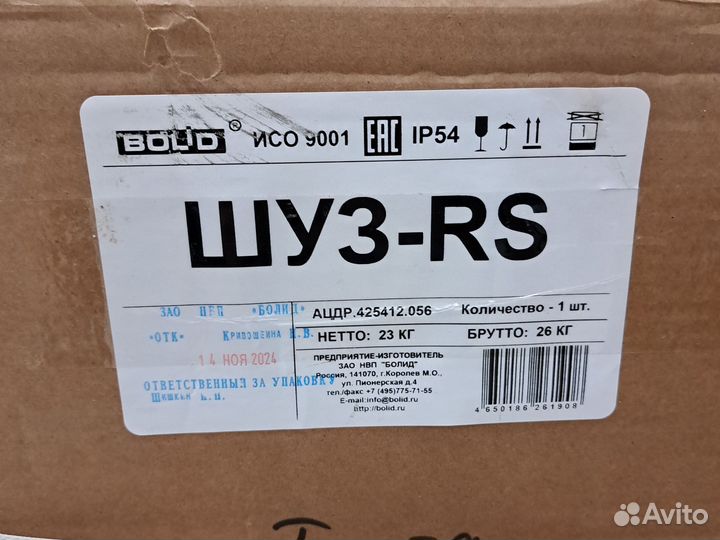 BOLID ® ИСО 9001 EAC IP54
1
ШУЗ-RS
ЗАО НВП «БОЛИД»
«ОТК» Кривошеина
14 НОЯ 2024
ОТВЕТСТВЕННЫЙ ЗА УПАКОВКУ
АЦДР.425412.056 Количество - 1 шт.
НЕТТО: 23 КГ БРУТТО: 26 КГ
ПРЕДПРИЯТИЕ-ИЗГОТОВИТЕЛЬ
ЗАО НВП "БОЛИД"
Россия, 141070, г.Королев М.О.,
ул. Пионерская д.4
тел./факс +7 (495)775-71-55
E-mail:info@bolid.ru
http://bolid.ru
4 650186 261908
Avito